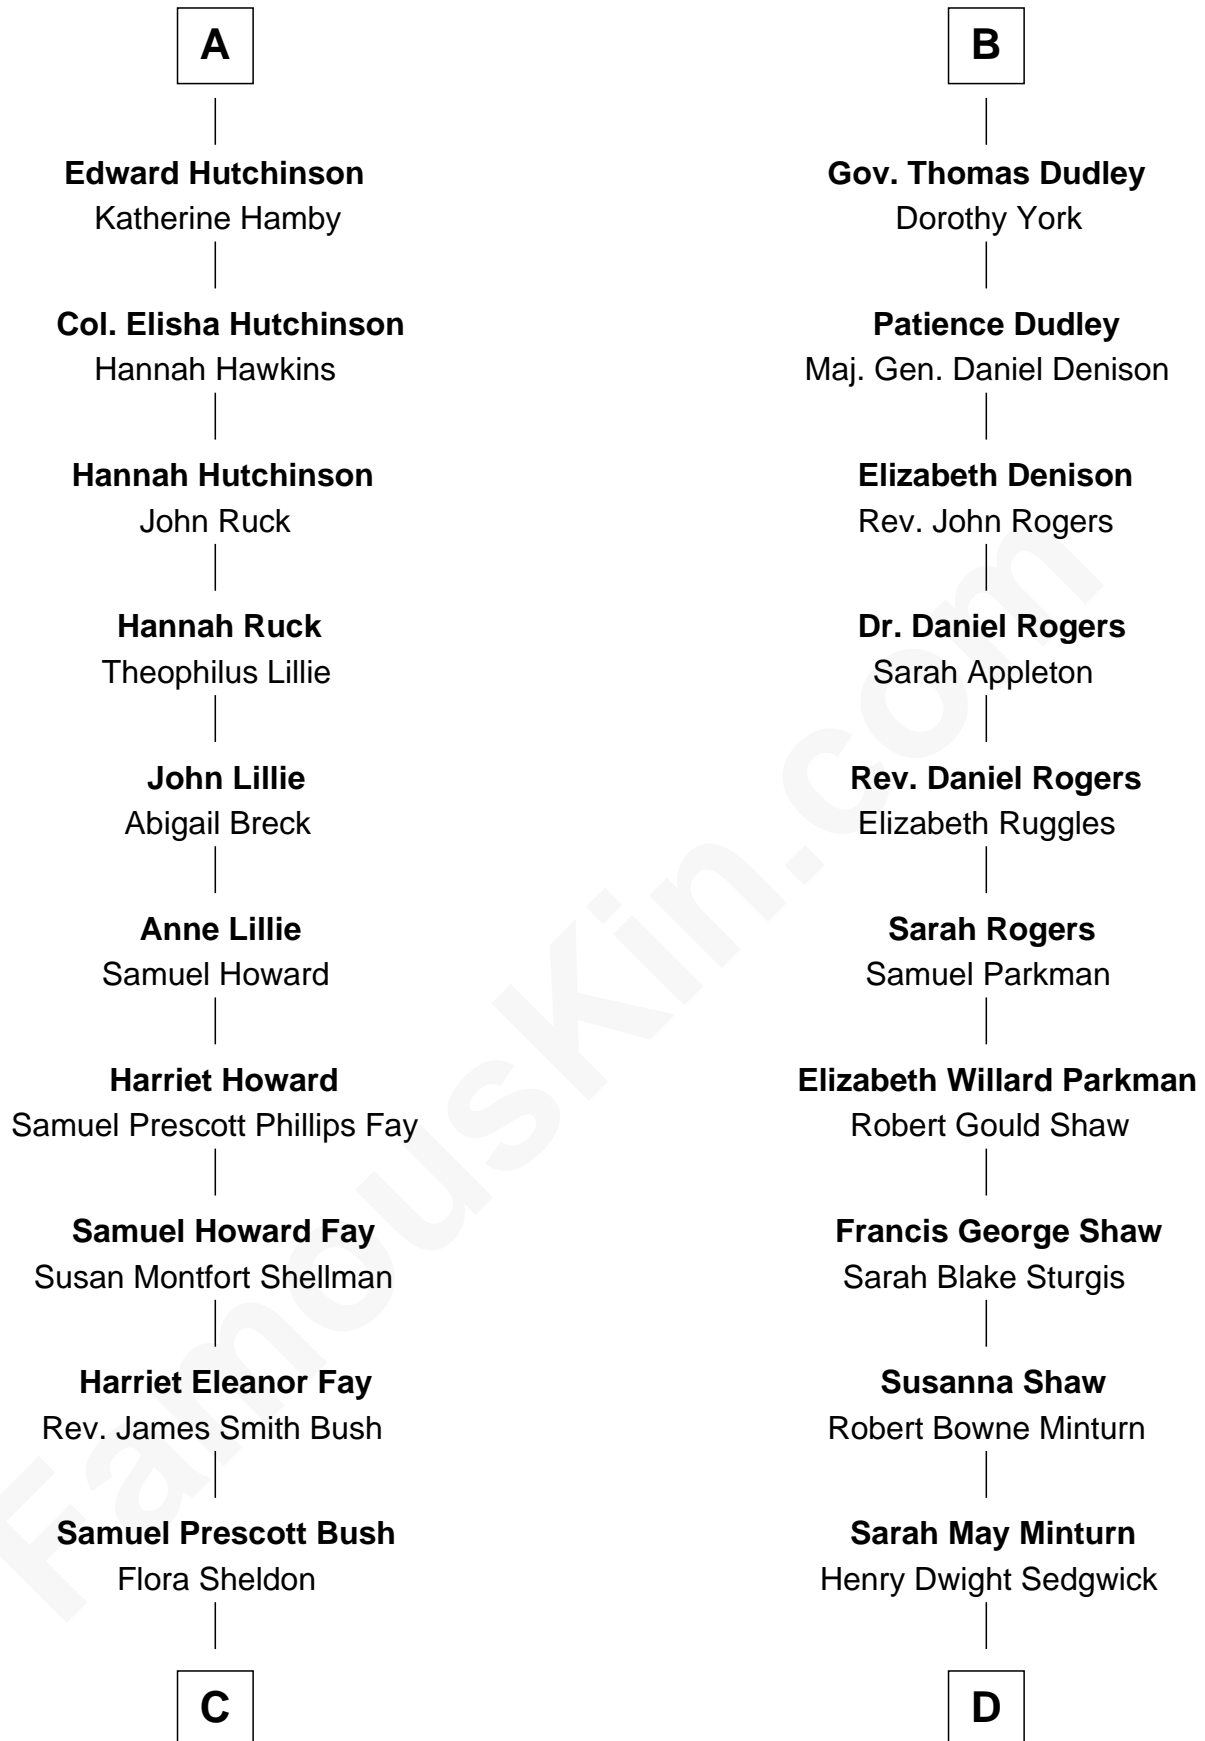 A
Edward Hutchinson
Katherine Hamby
Col. Elisha Hutchinson
Hannah Hawkins
Hannah Hutchinson
John Ruck
Hannah Ruck
Theophilus Lillie
John Lillie
Abigail Breck
Anne Lillie
Samuel Howard
Harriet Howard
Samuel Prescott Phillips Fay
Samuel Howard Fay
Susan Montfort Shellman
Harriet Eleanor Fay
Rev. James Smith Bush
Samuel Prescott Bush
Flora Sheldon
C
B
Gov. Thomas Dudley
Dorothy York
Patience Dudley
Maj. Gen. Daniel Denison
Elizabeth Denison
Rev. John Rogers
Dr. Daniel Rogers
Sarah Appleton
Rev. Daniel Rogers
Elizabeth Ruggles
Sarah Rogers
Samuel Parkman
Elizabeth Willard Parkman
Robert Gould Shaw
Francis George Shaw
Sarah Blake Sturgis
Susanna Shaw
Robert Bowne Minturn
Sarah May Minturn
Henry Dwight Sedgwick
D
FamousKin.com